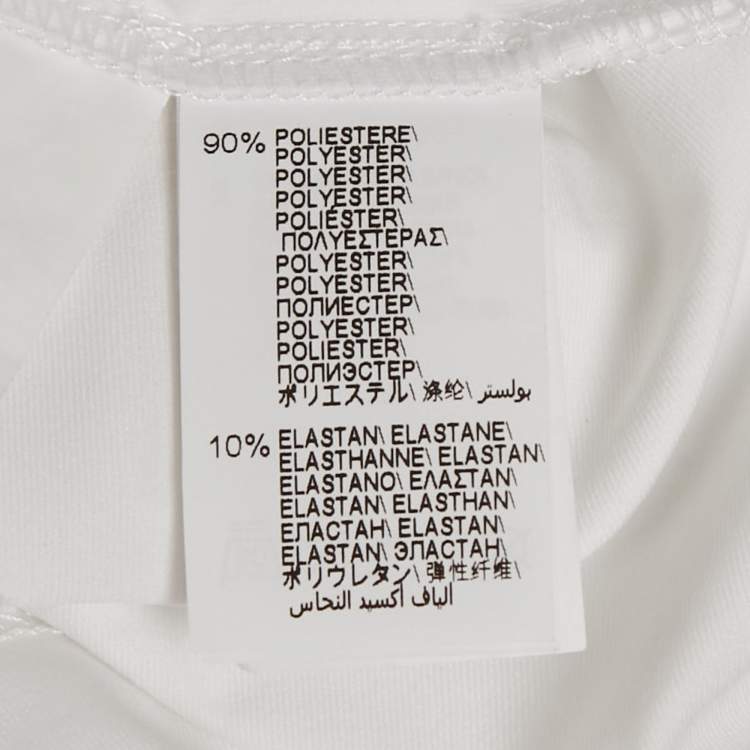 90% POLIESTERE\
POLYESTER\
POLYESTER\
POLYESTER\
POLIÉSTER\
ΠΟΛΥΕΣΤΕΡΑΣ\
POLYESTER\
POLYESTER\
ПОЛИЕСТЕР\
POLYESTER\
POLIESTER\
ПОЛИЭСТЕР\
ポリエステル\ 涤纶\ بولستر
10% ELASTAN\ ELASTANE\
ELASTHANNE\ ELASTAN\
ELASTANO\ ΕΛΑΣΤΑΝ\
ELASTAN\ ELASTHAN\
ЕЛАСТАН\ ELASTAN\
ELASTAN\ ЭЛАСТАН\
ポリウレタン\ 弹性纤维\
الياف أكسيد النحاس